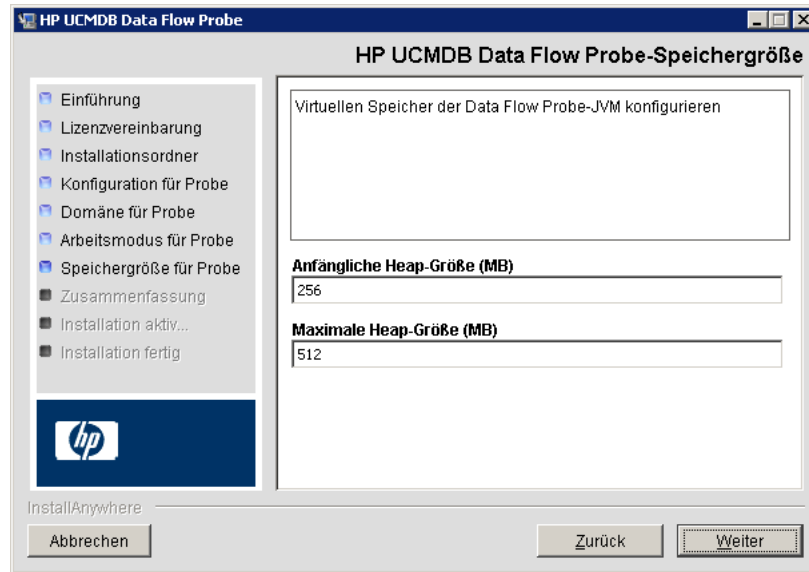 HP UCMDB Data Flow Probe
HP UCMDB Data Flow Probe-Speichergröße
Einführung
Lizenzvereinbarung
Installationsordner
Konfiguration für Probe
Domäne für Probe
Arbeitsmodus für Probe
Speichergröße für Probe
Zusammenfassung
Installation aktiv...
Installation fertig
Virtuellen Speicher der Data Flow Probe-JVM konfigurieren
Anfängliche Heap-Größe (MB)
256
Maximale Heap-Größe (MB)
512
hp
InstallAnywhere
Abbrechen
Zurück
Weiter